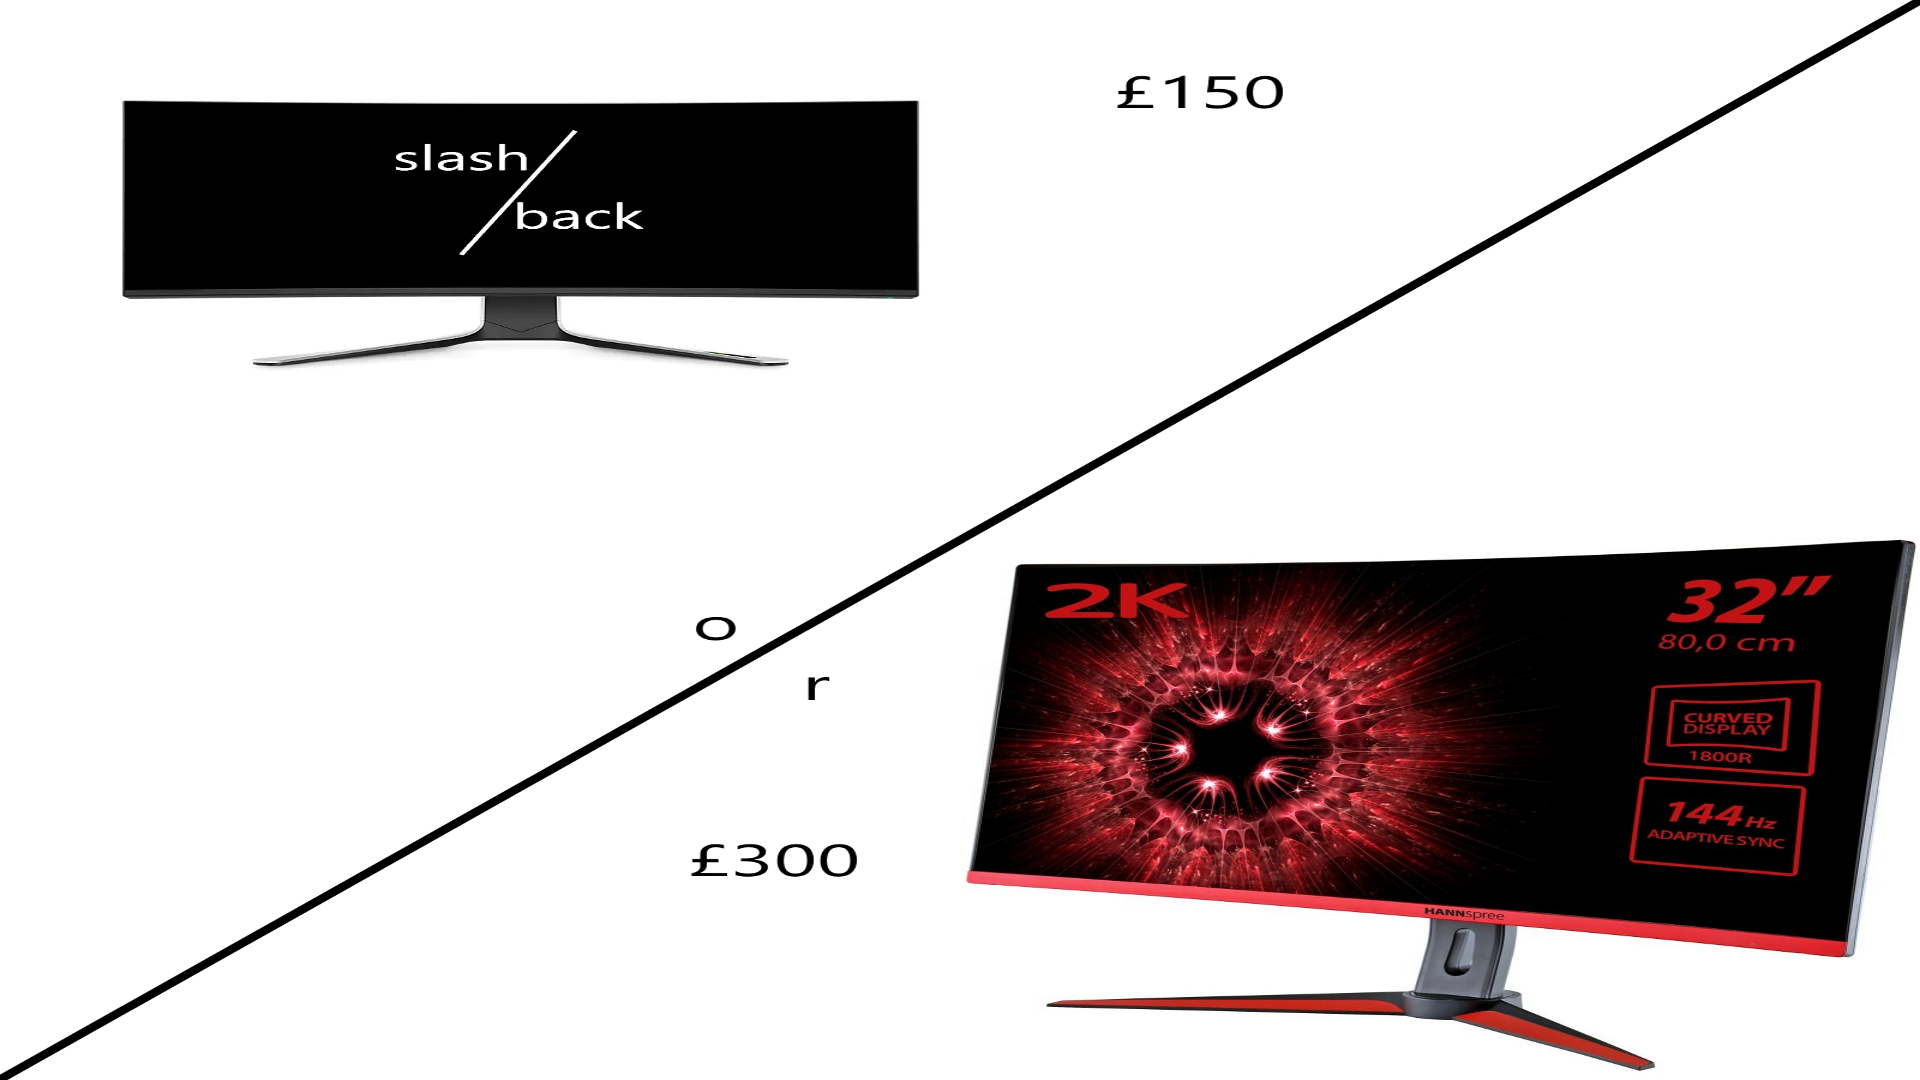 £150
slash
back
o
r
£300
2K
32”
80,0 cm
CURVED
DISPLAY
1800R
144Hz
ADAPTIVE SYNC
HANNspree